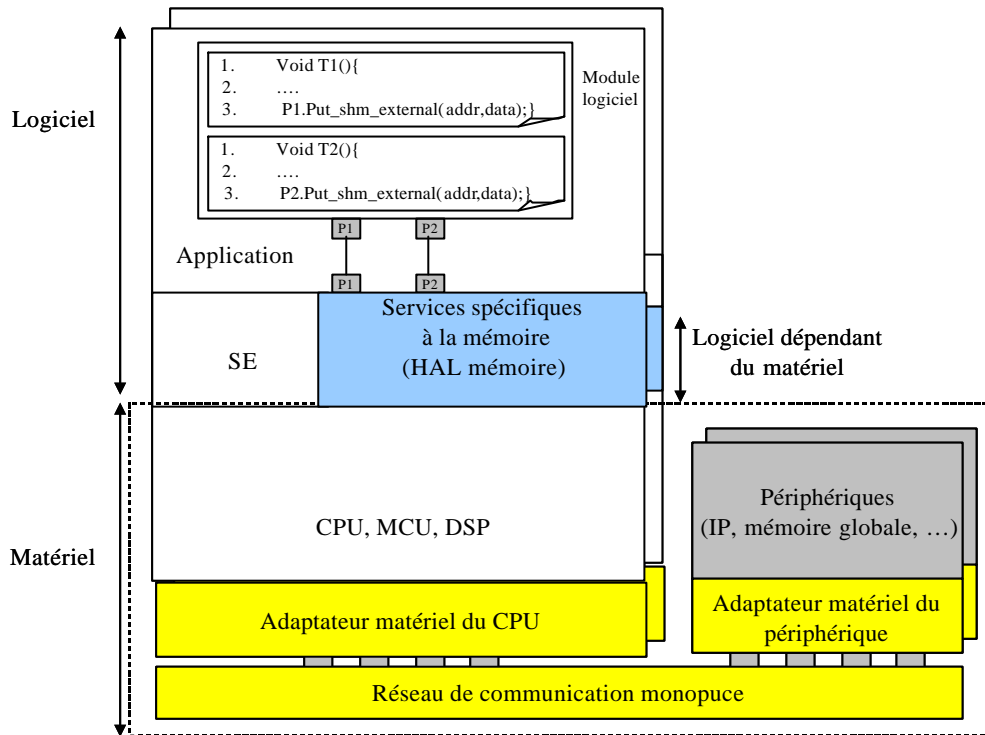 1. Void T1(){
2. ....
3. P1.Put_shm_external(addr,data);}
Module
logiciel
Logiciel
1. Void T2(){
2. ....
3. P2.Put_shm_external(addr,data);}
P1 P2
Application
P1 P2
SE
Services spécifiques
à la mémoire
(HAL mémoire)
Logiciel dépendant
du matériel
CPU, MCU, DSP
Périphériques
(IP, mémoire globale, …)
Matériel
Adaptateur matériel du CPU
Adaptateur matériel du
périphérique
Réseau de communication monopuce